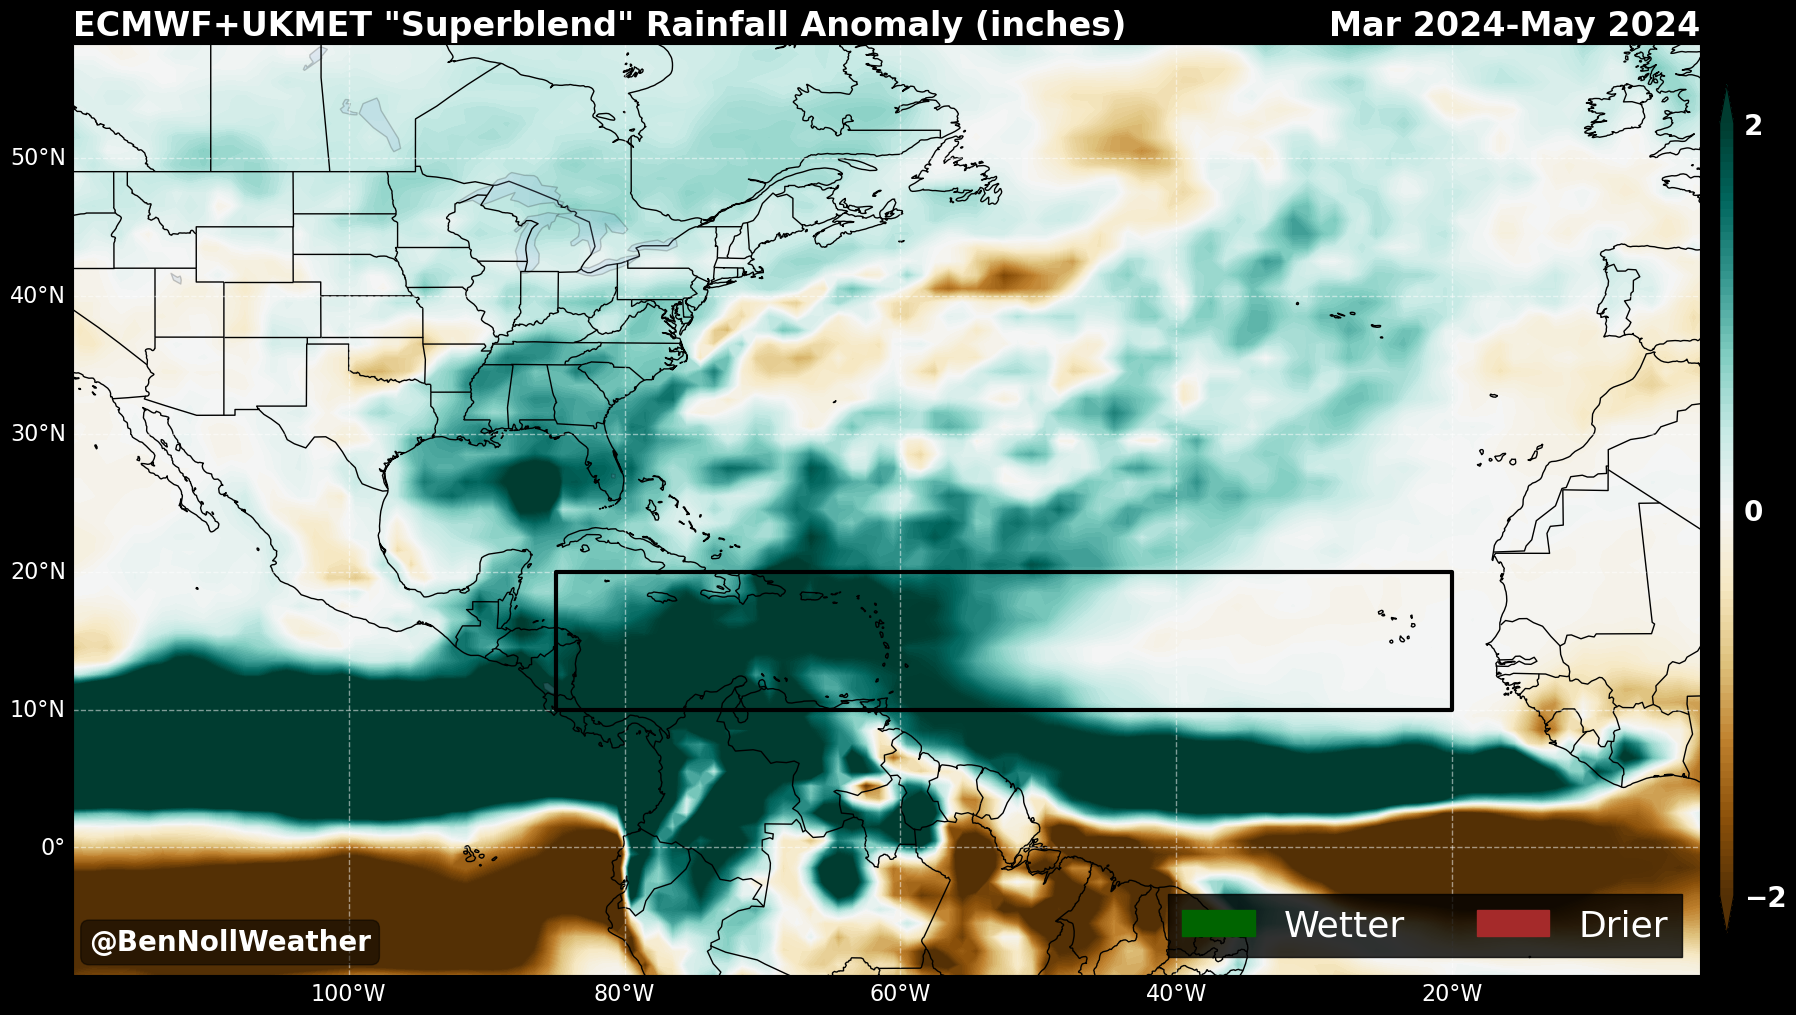 ECMWF+UKMET "Superblend" Rainfall Anomaly (inches)
Mar 2024-May 2024
50°N
40°N
30°N
20°N
10°N
0°
100°W
80°W
60°W
40°W
20°W
2
0
−2
@BenNollWeather
Wetter
Drier